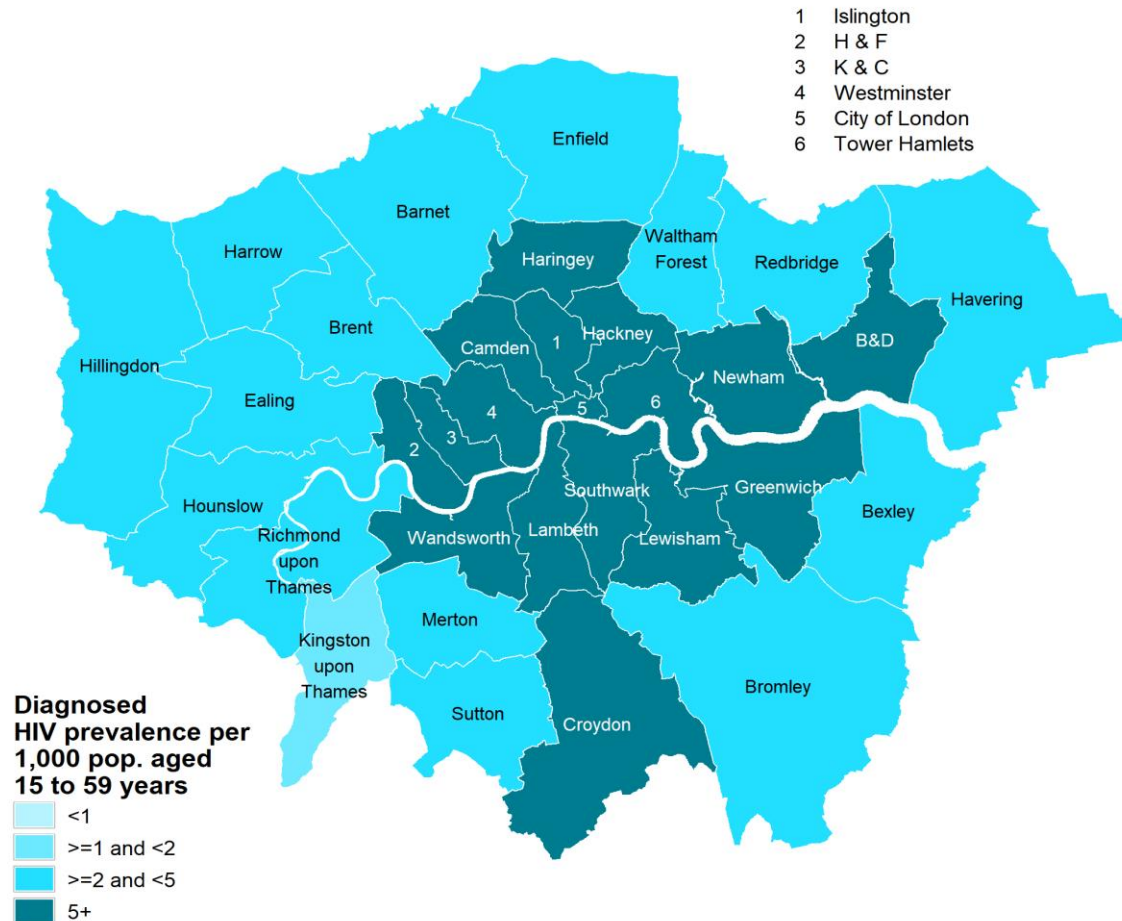 1 Islington
2 H & F
3 K & C
4 Westminster
5 City of London
6 Tower Hamlets
Enfield
Barnet
Harrow
Haringey
Waltham
Forest
Redbridge
Havering
Brent
Hillingdon
Camden
1
Hackney
B&D
Ealing
Newham
4
5
6
2
3
Hounslow
Southwark
Greenwich
Bexley
Richmond
upon
Thames
Wandsworth
Lambeth
Lewisham
Merton
Kingston
upon
Thames
Sutton
Croydon
Bromley
Diagnosed
HIV prevalence per
1,000 pop. aged
15 to 59 years
<1
>=1 and <2
>=2 and <5
5+